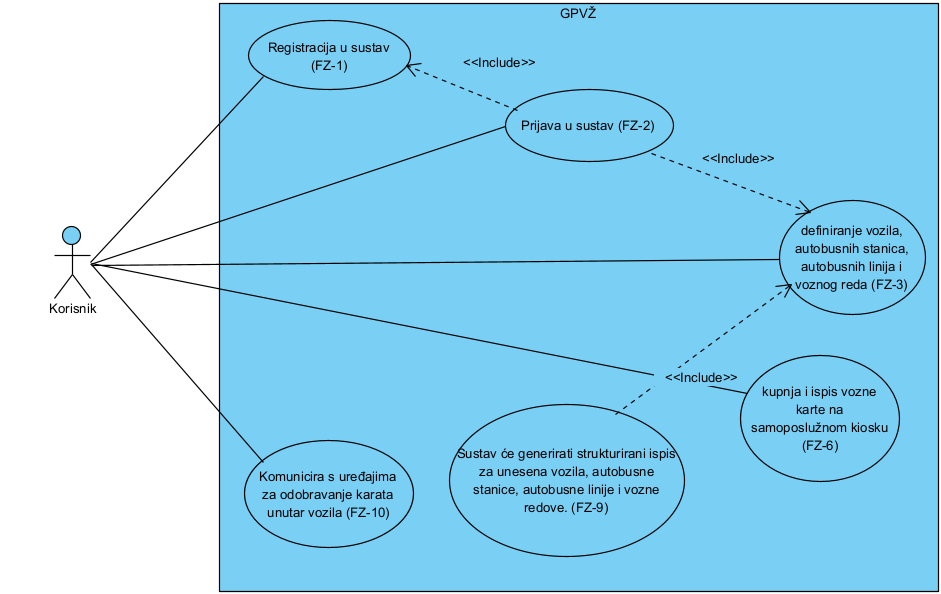 GPVŽ
Registracija u sustav
(FZ-1)
<<Include>>
Prijava u sustav (FZ-2)
<<Include>>
definiranje vozila,
autobusnih stanica,
autobusnih linija i
voznog reda (FZ-3)
Korisnik
<<Include>>
kupnja i ispis vozne
karte na
samoposlužnom kiosku
(FZ-6)
Sustav će generirati strukturirani ispis
za unesena vozila, autobusne
stanice, autobusne linije i vozne
redove. (FZ-9)
Komunicira s uređajima
za odobravanje karata
unutar vozila (FZ-10)